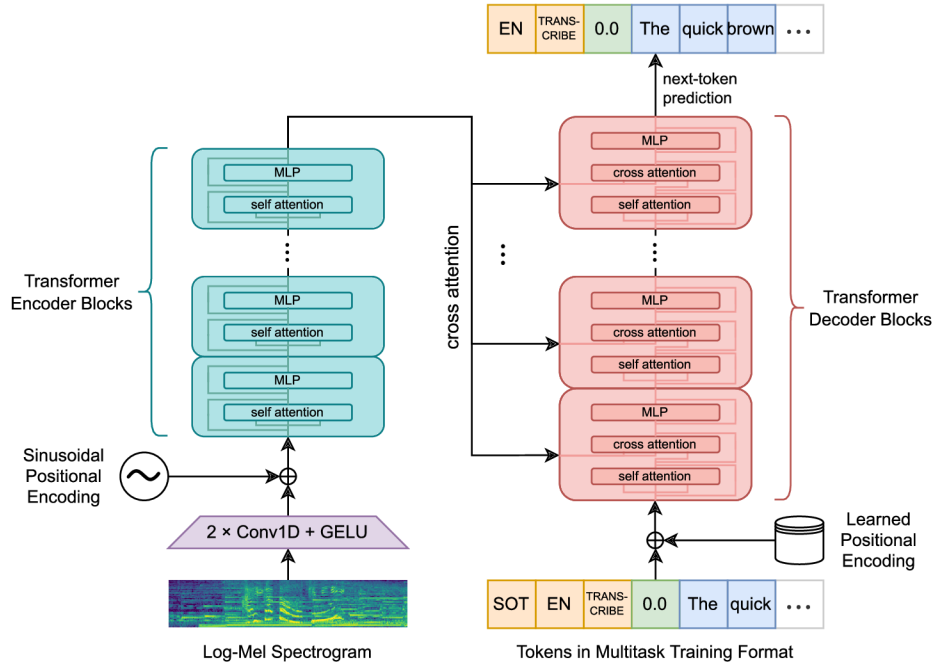 EN TRANS-CRIBE 0.0 The quick brown ...
next-token
prediction
MLP
cross attention
self attention
MLP
self attention
Transformer
Encoder Blocks
cross attention
MLP
cross attention
self attention
Transformer
Decoder Blocks
MLP
self attention
MLP
self attention
MLP
cross attention
self attention
Sinusoidal
Positional
Encoding
2 × Conv1D + GELU
Learned
Positional
Encoding
SOT EN TRANS-CRIBE 0.0 The quick ...
Log-Mel Spectrogram
Tokens in Multitask Training Format